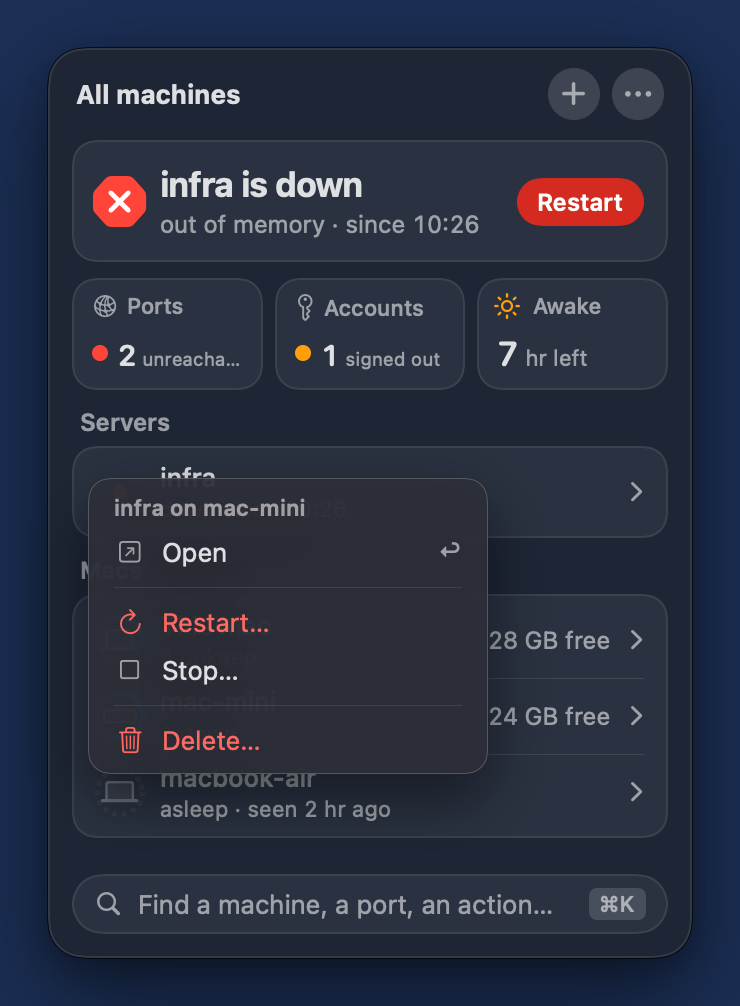 All machines
infra is down
out of memory · since 10:26
Restart
Ports
2 unreacha...
Accounts
1 signed out
Awake
7 hr left
Servers
infra
infra on mac-mini
Open
Restart...
Stop...
Delete...
28 GB free
mac-mini
24 GB free
macbook-air
asleep · seen 2 hr ago
Find a machine, a port, an action...
⌘K